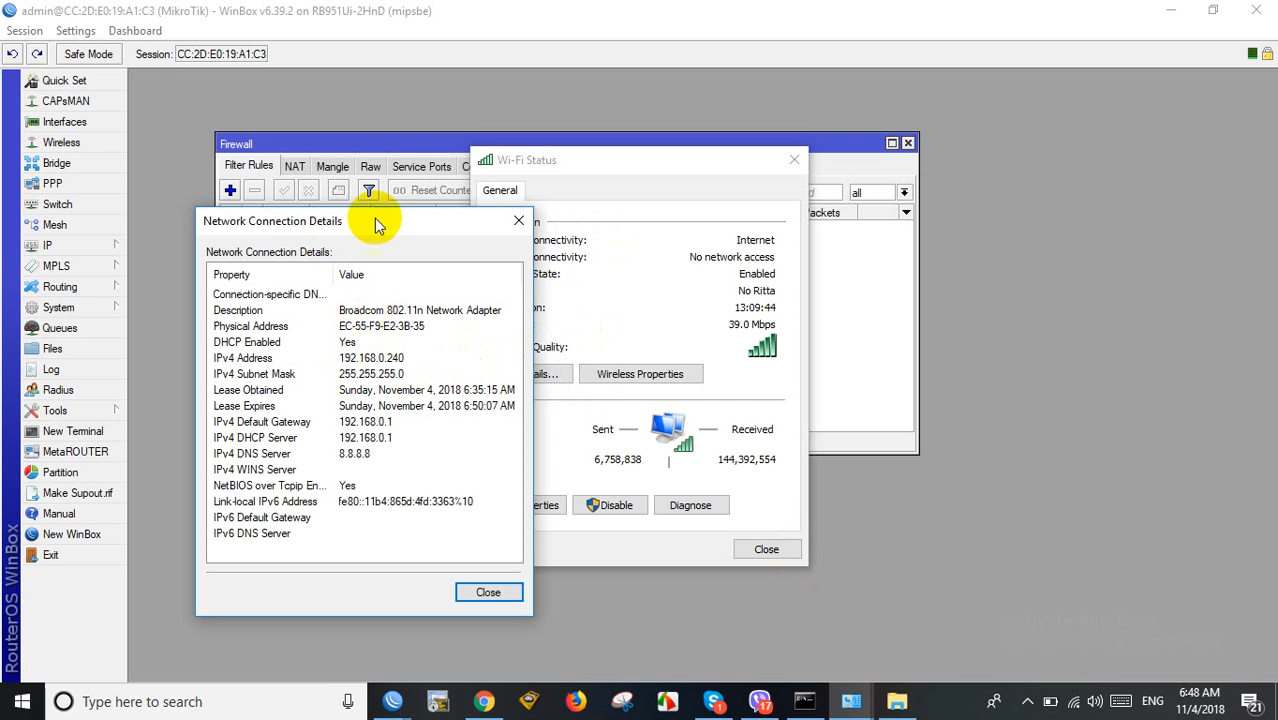 admin@CC:2D:E0:19:A1:C3 (MikroTik) - WinBox v6.39.2 on RB951Ui-2HnD (mipsbe)
Session Settings Dashboard
Safe Mode Session: CC:2D:E0:19:A1:C3
Quick Set
CAPsMAN
Interfaces
Wireless
Bridge
PPP
Switch
Mesh
IP
MPLS
Routing
System
Queues
Files
Log
Radius
Tools
New Terminal
MetaROUTER
Partition
Make Supout.rif
Manual
New WinBox
Exit
RouterOS WinBox
Firewall
Filter Rules NAT Mangle Raw Service Ports
Reset Counte
all
ackets
Wi-Fi Status
General
onnectivity: Internet
onnectivity: No network access
State: Enabled
No Ritta
on: 13:09:44
: 39.0 Mbps
Quality:
ails... Wireless Properties
Sent Received
6,758,838 144,392,554
erties Disable Diagnose
Close
Network Connection Details
Network Connection Details:
Property Value
Connection-specific DN...
Description Broadcom 802.11n Network Adapter
Physical Address EC-55-F9-E2-3B-35
DHCP Enabled Yes
IPv4 Address 192.168.0.240
IPv4 Subnet Mask 255.255.255.0
Lease Obtained Sunday, November 4, 2018 6:35:15 AM
Lease Expires Sunday, November 4, 2018 6:50:07 AM
IPv4 Default Gateway 192.168.0.1
IPv4 DHCP Server 192.168.0.1
IPv4 DNS Server 8.8.8.8
IPv4 WINS Server
NetBIOS over Tcpip En... Yes
Link-local IPv6 Address fe80::11b4:865d:4fd:3363%10
IPv6 Default Gateway
IPv6 DNS Server
Close
Type here to search
1
17
ENG
6:48 AM
11/4/2018
21